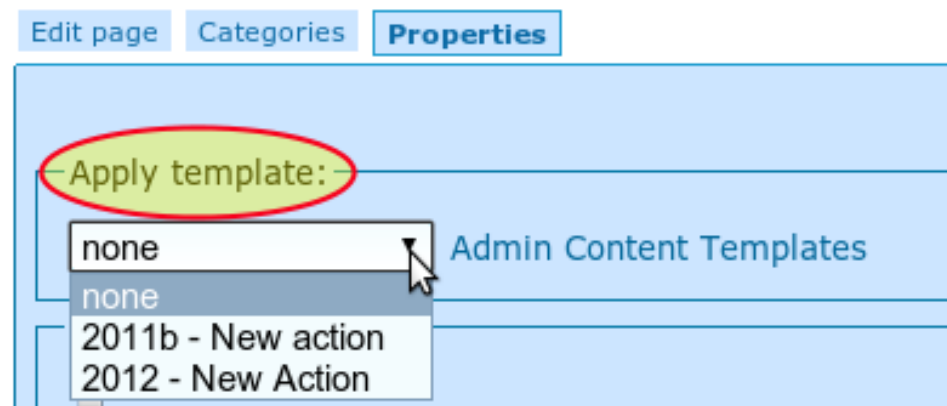 Edit page Categories Properties
Apply template:
none Admin Content Templates
none
2011b - New action
2012 - New Action